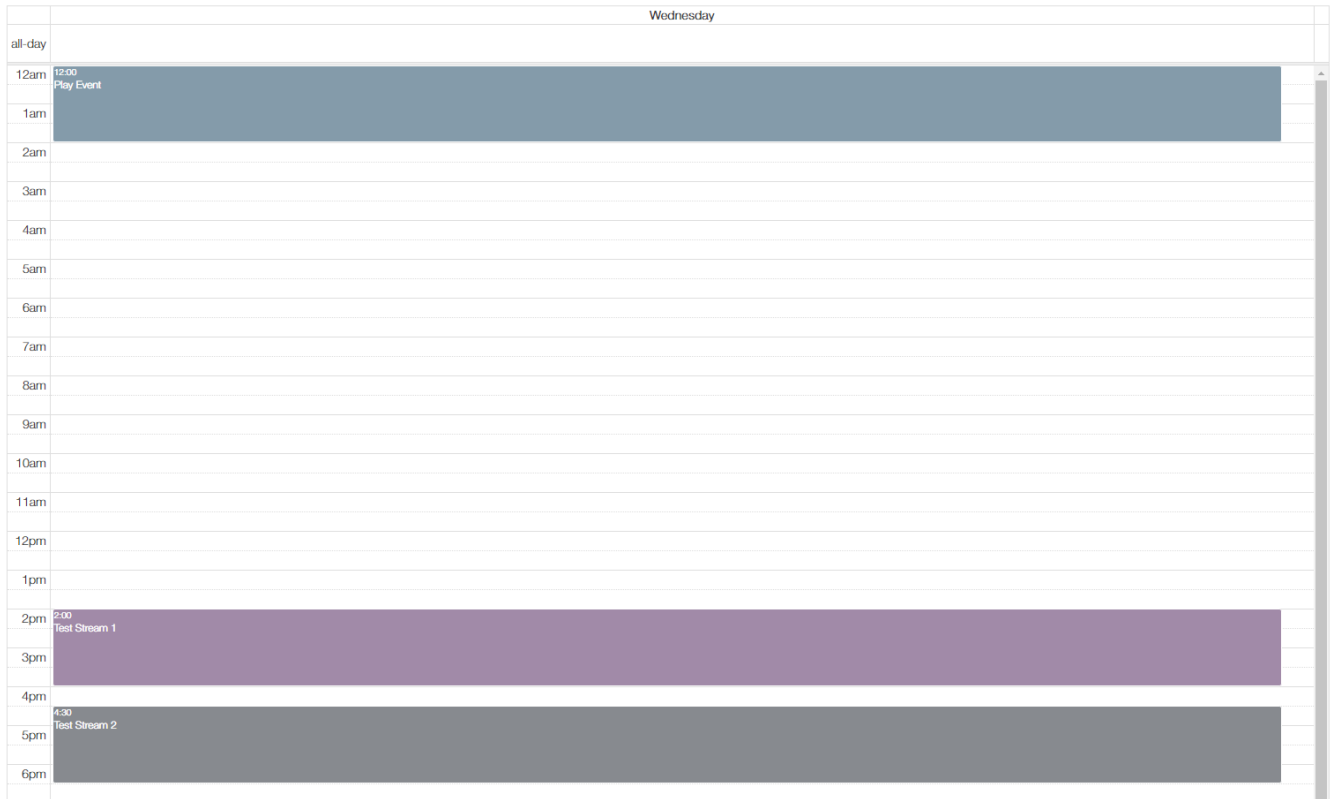 Wednesday
all-day
12am
12:00
Play Event
1am
2am
3am
4am
5am
6am
7am
8am
9am
10am
11am
12pm
1pm
2pm
2:00
Test Stream 1
3pm
4pm
4:30
Test Stream 2
5pm
6pm